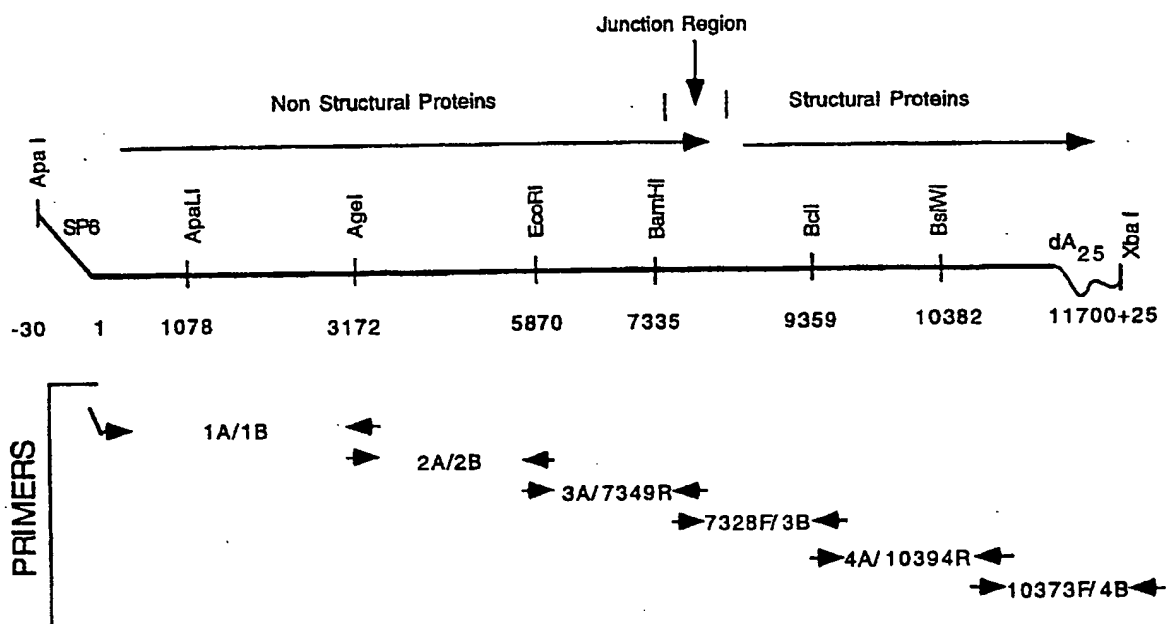 Junction Region
Non Structural Proteins
Structural Proteins
Apa I
SP6
ApaLI
AgeI
EcoRI
BamHI
BclI
BsiWI
dA25
Xba I
-30 1 1078 3172 5870 7335 9359 10382 11700+25
PRIMERS
1A/1B
2A/2B
3A/7349R
7328F/3B
4A/10394R
10373F/4B